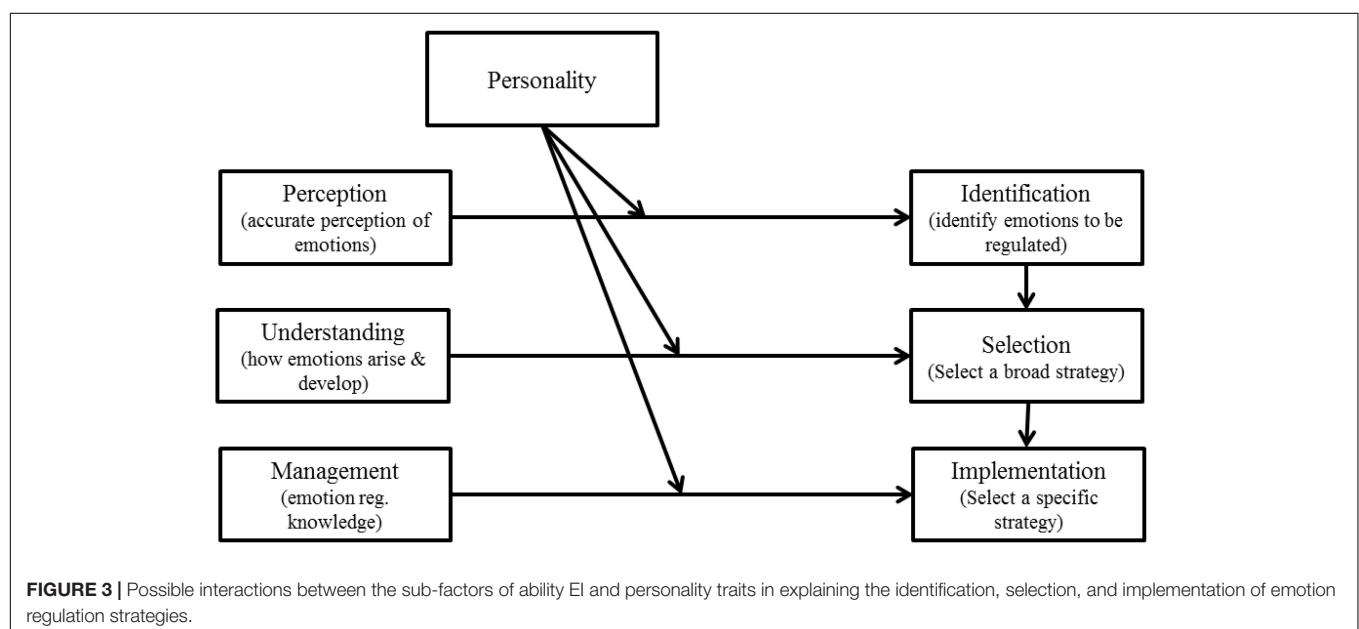 Personality
Perception
(accurate perception of
emotions)
Identification
(identify emotions to be
regulated)
Understanding
(how emotions arise &
develop)
Selection
(Select a broad strategy)
Management
(emotion reg.
knowledge)
Implementation
(Select a specific
strategy)
FIGURE 3 | Possible interactions between the sub-factors of ability EI and personality traits in explaining the identification, selection, and implementation of emotion
regulation strategies.